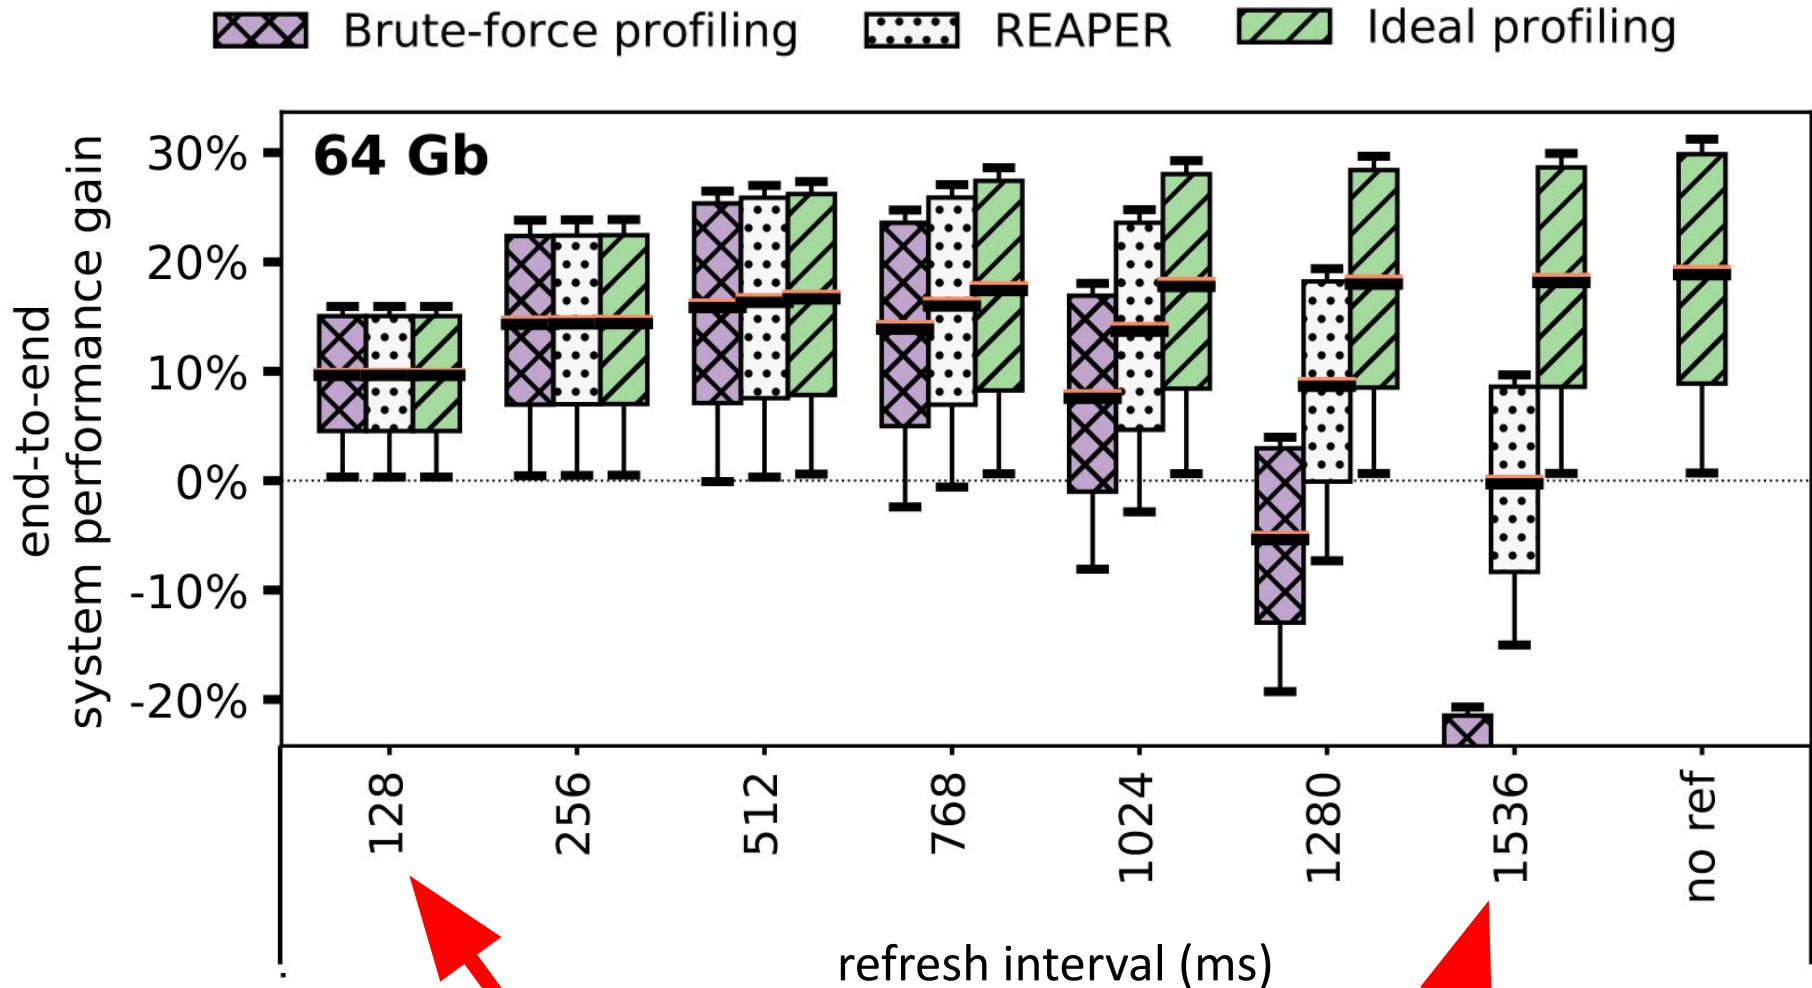 Brute-force profiling REAPER Ideal profiling
64 Gb
end-to-end
system performance gain
30%
20%
10%
0%
-10%
-20%
128 256 512 768 1024 1280 1536 no ref
refresh interval (ms)